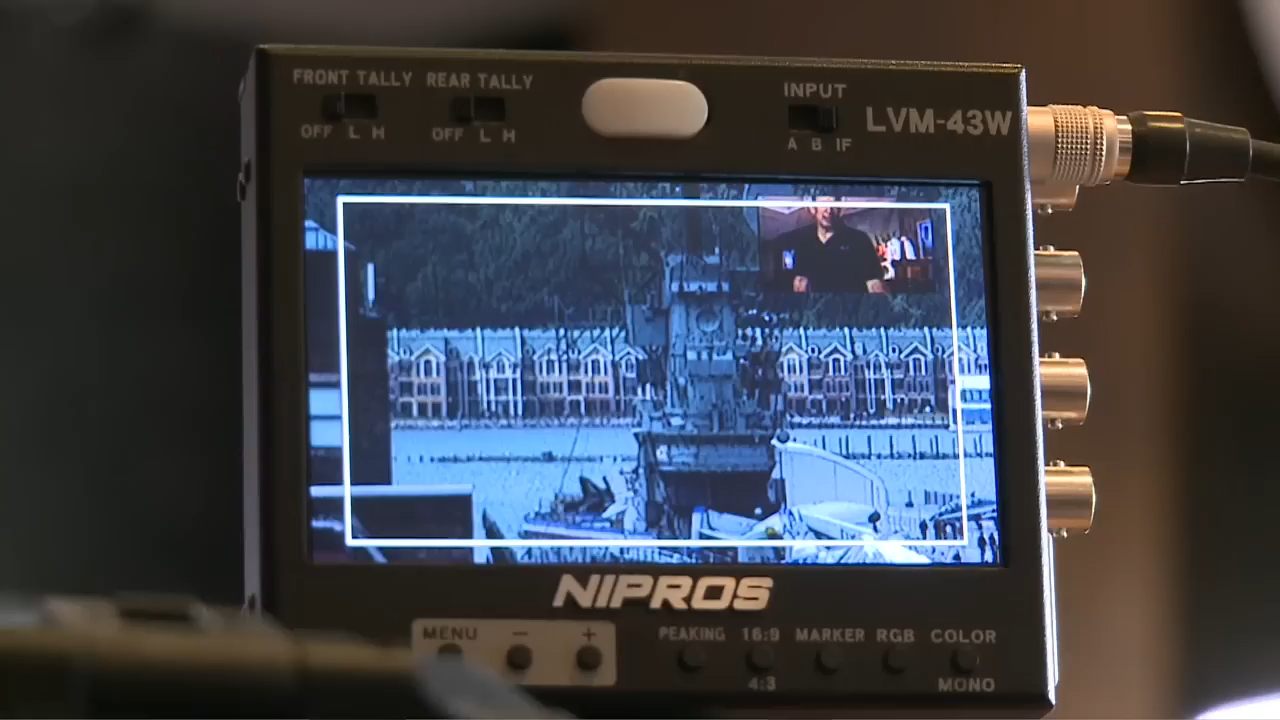 FRONT TALLY REAR TALLY
OFF L H OFF L H
INPUT
A B IF
LVM-43W
NIPROS
MENU - +
PEAKING 16:9 MARKER RGB COLOR
4:3 MONO